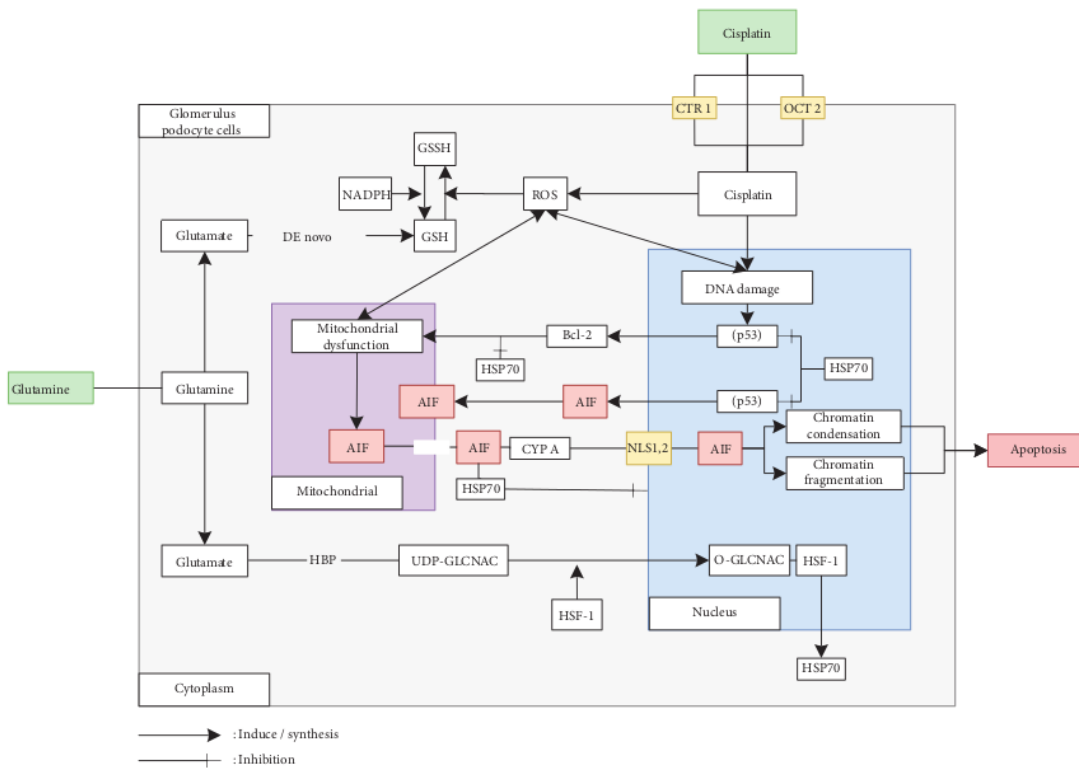 Cisplatin
CTR 1
OCT 2
Glomerulus
podocyte cells
GSSH
NADPH
ROS
Cisplatin
Glutamate
DE novo
GSH
DNA damage
Mitochondrial
dysfunction
Bcl-2
(p53)
HSP70
HSP70
Glutamine
Glutamine
AIF
AIF
(p53)
Chromatin
condensation
AIF
AIF
CYP A
NLS1,2
AIF
Apoptosis
Chromatin
fragmentation
HSP70
Mitochondrial
Glutamate
HBP
UDP-GLCNAC
O-GLCNAC
HSF-1
HSF-1
Nucleus
HSP70
Cytoplasm
: Induce / synthesis
: Inhibition